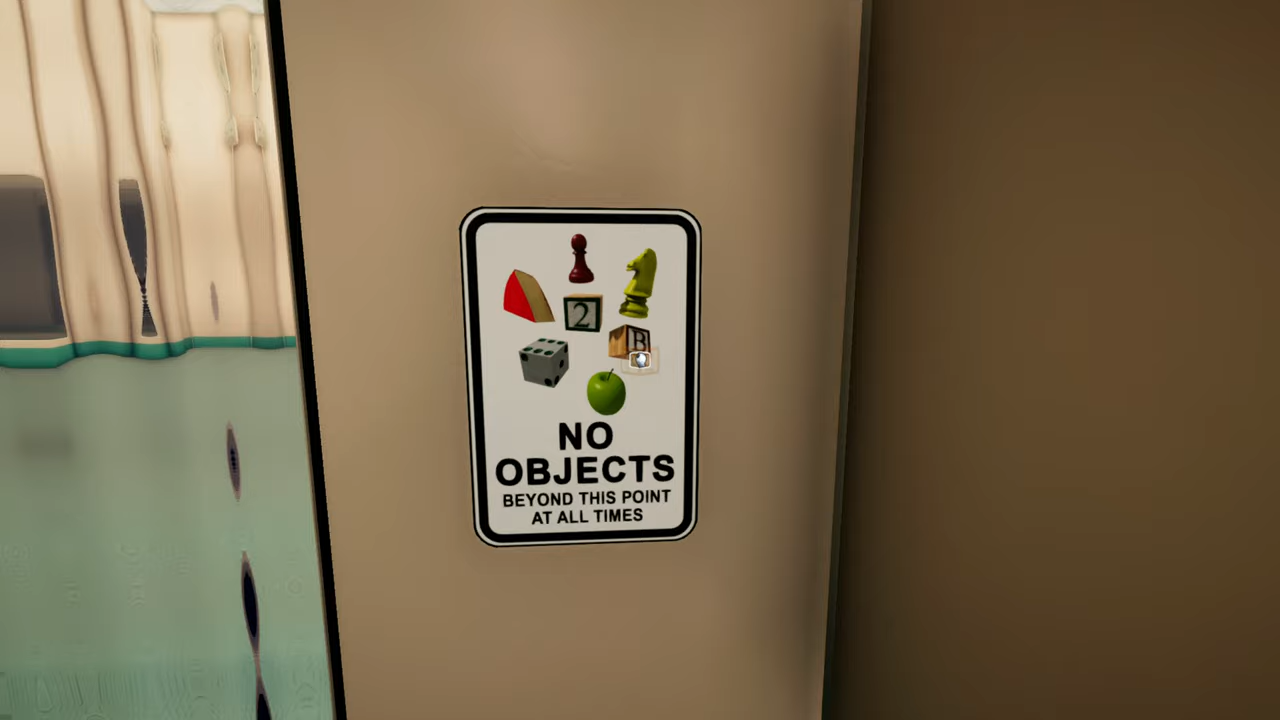 2
B
NO
OBJECTS
BEYOND THIS POINT
AT ALL TIMES